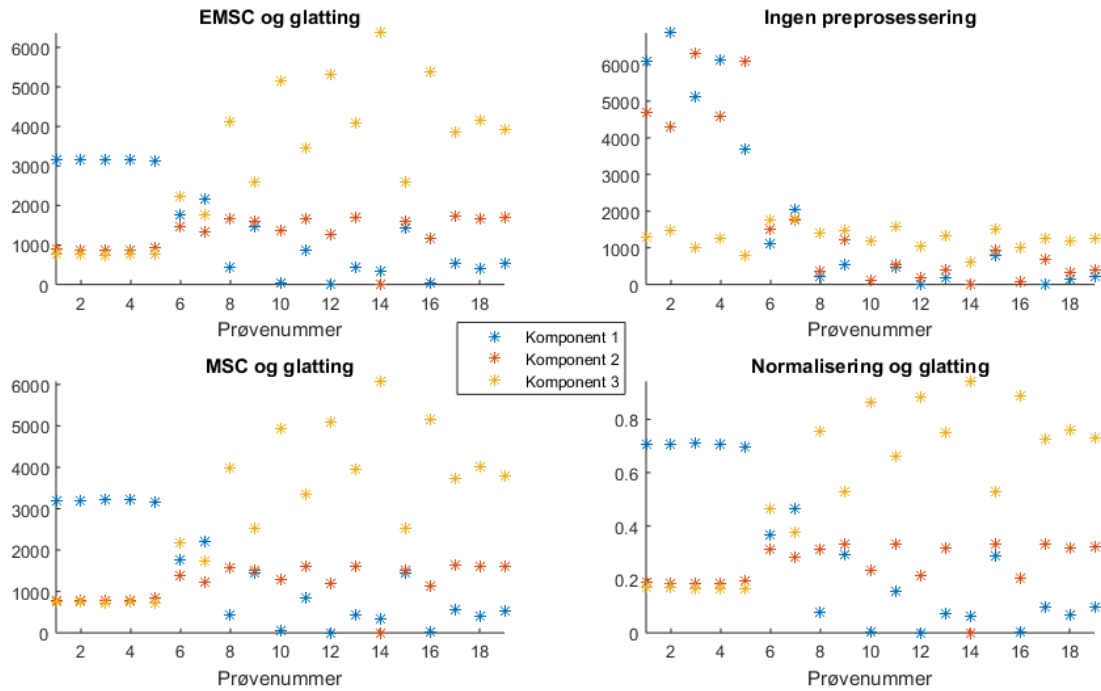 EMSC og glatting
6000
5000
4000
3000
2000
1000
0
2 4 6 8 10 12 14 16 18
Prøvenummer
Ingen preprosessering
6000
5000
4000
3000
2000
1000
0
2 4 6 8 10 12 14 16 18
Prøvenummer
Komponent 1
Komponent 2
Komponent 3
MSC og glatting
6000
5000
4000
3000
2000
1000
0
2 4 6 8 10 12 14 16 18
Prøvenummer
Normalisering og glatting
0.8
0.6
0.4
0.2
0
2 4 6 8 10 12 14 16 18
Prøvenummer